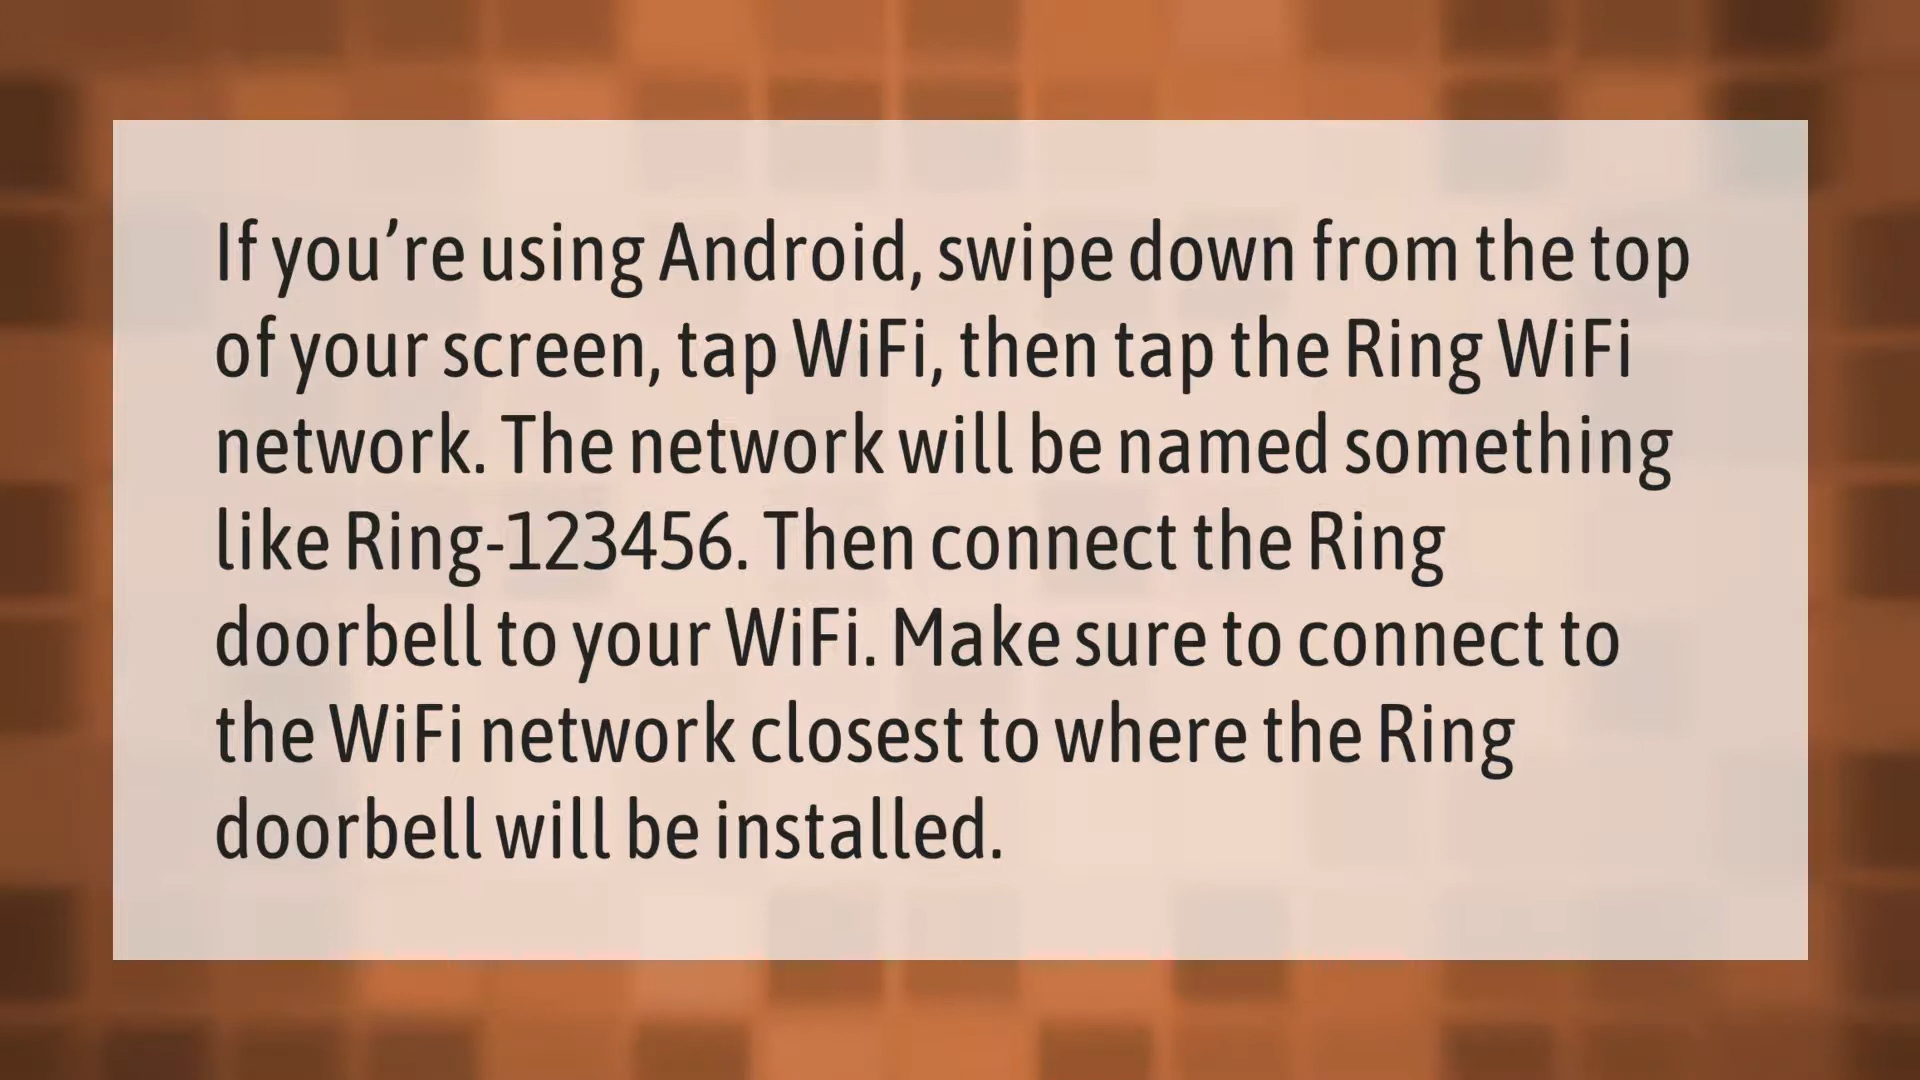 If you’re using Android, swipe down from the top
of your screen, tap WiFi, then tap the Ring WiFi
network. The network will be named something
like Ring-123456. Then connect the Ring
doorbell to your WiFi. Make sure to connect to
the WiFi network closest to where the Ring
doorbell will be installed.